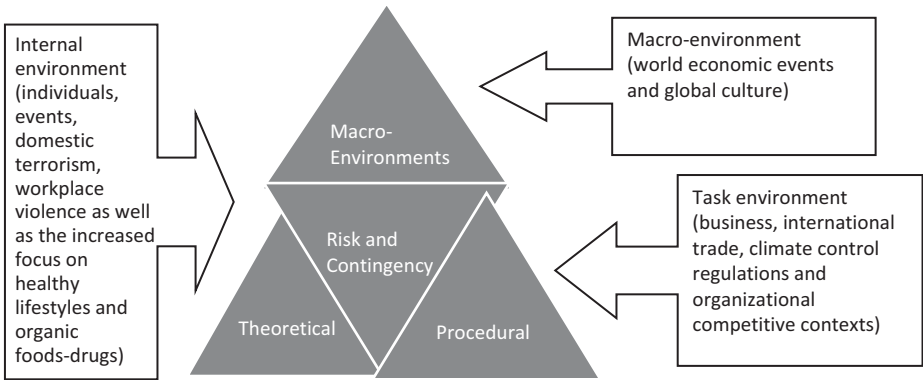 Internal
environment
(individuals,
events,
domestic
terrorism,
workplace
violence as well
as the increased
focus on
healthy
lifestyles and
organic
foods-drugs)
Macro-
Environments
Risk and
Contingency
Theoretical
Procedural
Macro-environment
(world economic events
and global culture)
Task environment
(business, international
trade, climate control
regulations and
organizational
competitive contexts)